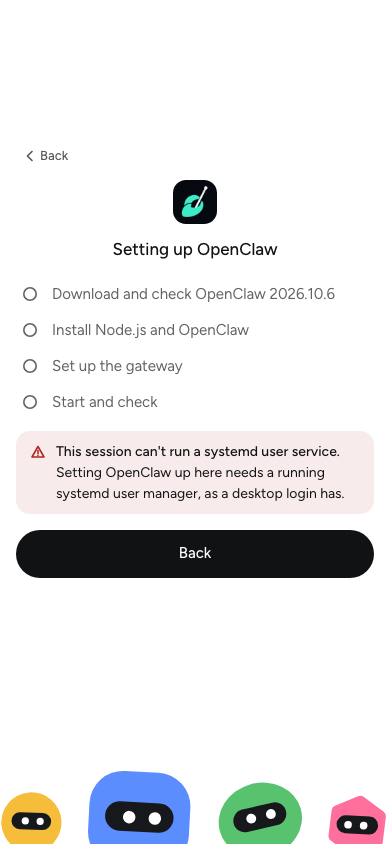 Back
Setting up OpenClaw
Download and check OpenClaw 2026.10.6
Install Node.js and OpenClaw
Set up the gateway
Start and check
This session can't run a systemd user service.
Setting OpenClaw up here needs a running
systemd user manager, as a desktop login has.
Back